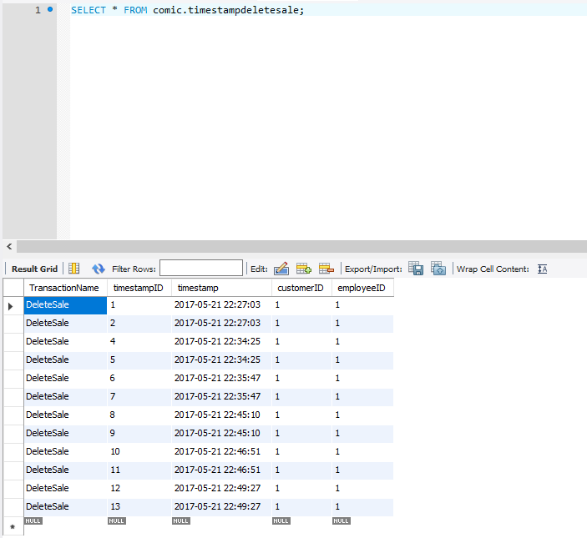 1 SELECT * FROM comic.timestampdeletesale;
Result Grid Filter Rows: Edit: Export/Import: Wrap Cell Content:
TransactionName timestampID timestamp customerID employeeID
DeleteSale 1 2017-05-21 22:27:03 1 1
DeleteSale 2 2017-05-21 22:27:03 1 1
DeleteSale 4 2017-05-21 22:34:25 1 1
DeleteSale 5 2017-05-21 22:34:25 1 1
DeleteSale 6 2017-05-21 22:35:47 1 1
DeleteSale 7 2017-05-21 22:35:47 1 1
DeleteSale 8 2017-05-21 22:45:10 1 1
DeleteSale 9 2017-05-21 22:45:10 1 1
DeleteSale 10 2017-05-21 22:46:51 1 1
DeleteSale 11 2017-05-21 22:46:51 1 1
DeleteSale 12 2017-05-21 22:49:27 1 1
DeleteSale 13 2017-05-21 22:49:27 1 1
* NULL NULL NULL NULL NULL